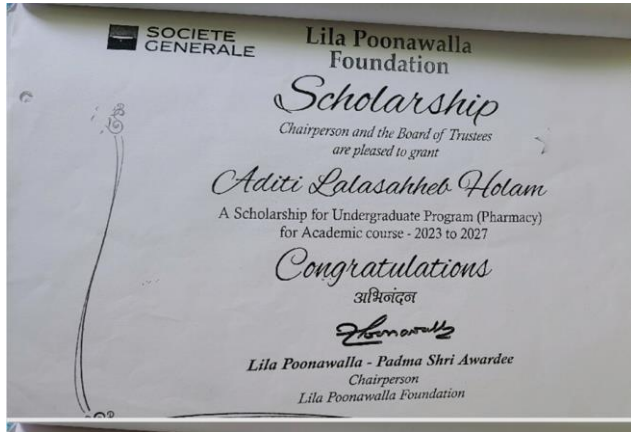 SOCIETE
GENERALE
Lila Poonawalla
Foundation
Scholarship
Chairperson and the Board of Trustees
are pleased to grant
Aditi Lalasahheb Holam
A Scholarship for Undergraduate Program (Pharmacy)
for Academic course - 2023 to 2027
Congratulations
अभिनंदन
Lila Poonawalla - Padma Shri Awardee
Chairperson
Lila Poonawalla Foundation